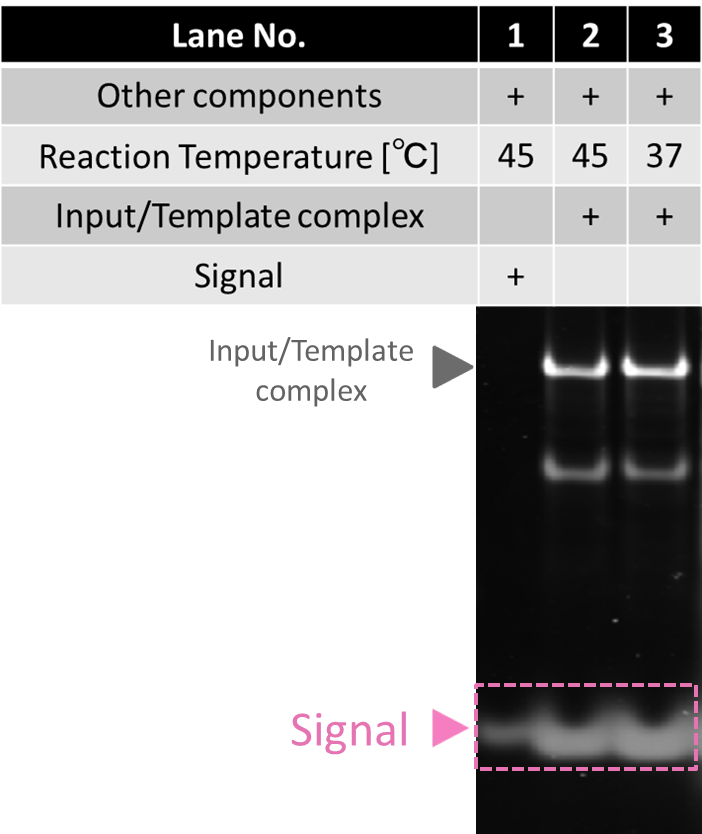 Lane No. 1 2 3
Other components + + +
Reaction Temperature [℃] 45 45 37
Input/Template complex + +
Signal +
Input/Template
complex
Signal